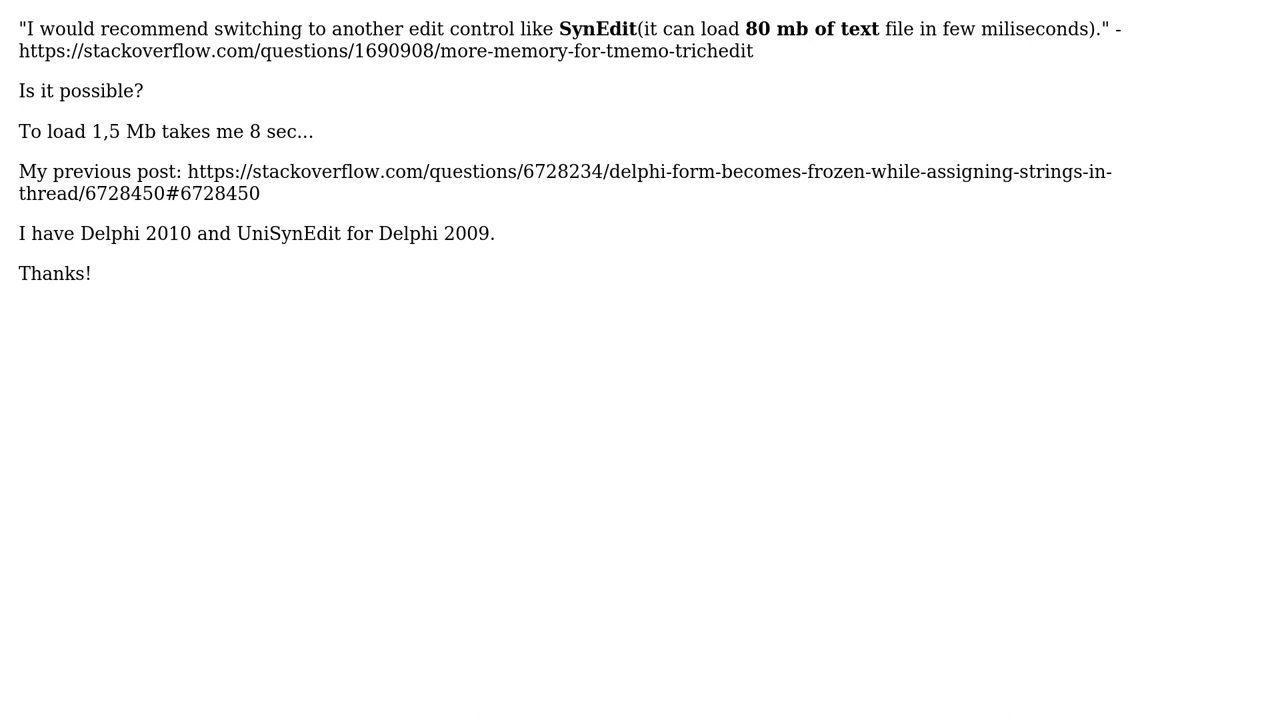 "I would recommend switching to another edit control like SynEdit(it can load 80 mb of text file in few miliseconds)." -
https://stackoverflow.com/questions/1690908/more-memory-for-tmemo-trichedit
Is it possible?
To load 1,5 Mb takes me 8 sec...
My previous post: https://stackoverflow.com/questions/6728234/delphi-form-becomes-frozen-while-assigning-strings-in-
thread/6728450#6728450
I have Delphi 2010 and UniSynEdit for Delphi 2009.
Thanks!